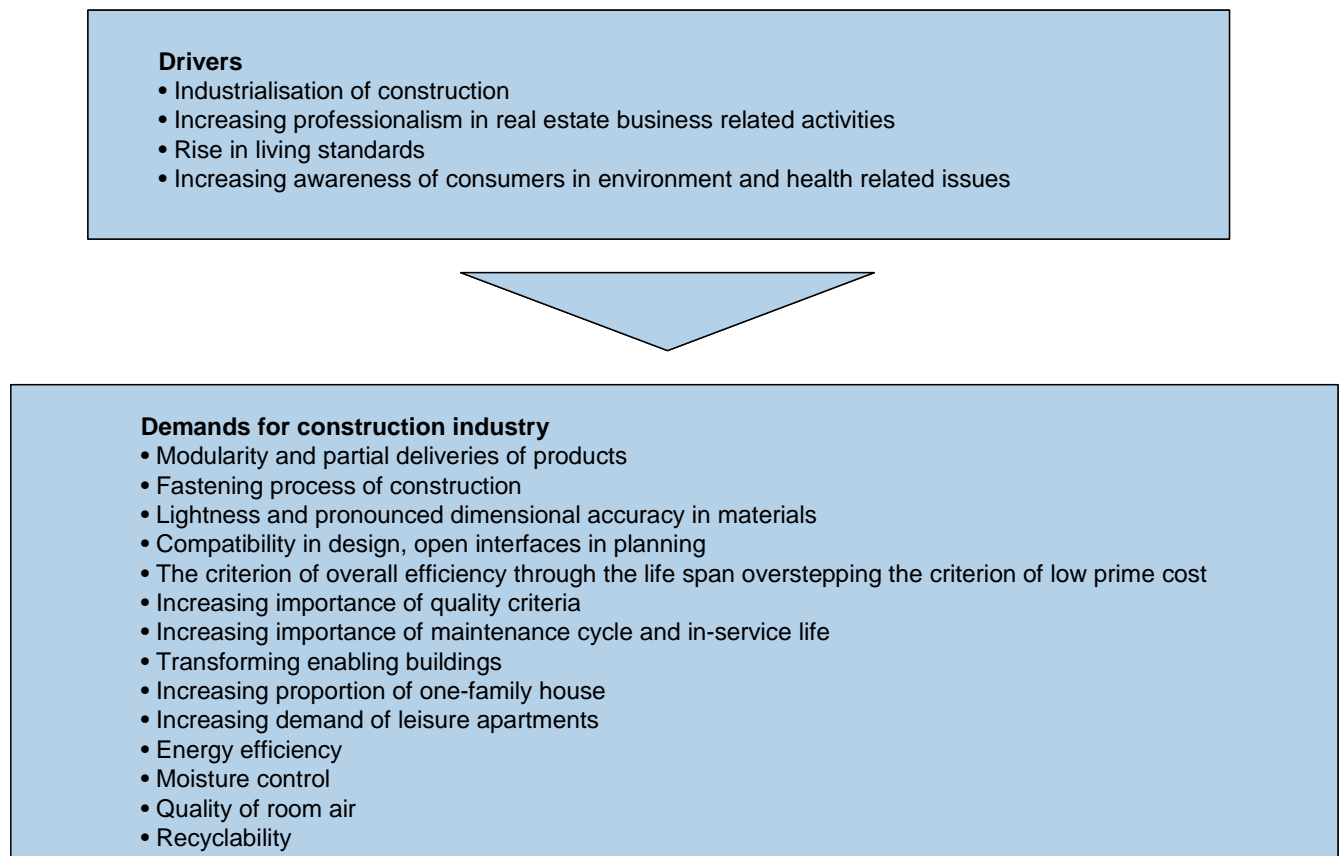 Drivers
• Industrialisation of construction
• Increasing professionalism in real estate business related activities
• Rise in living standards
• Increasing awareness of consumers in environment and health related issues
Demands for construction industry
• Modularity and partial deliveries of products
• Fastening process of construction
• Lightness and pronounced dimensional accuracy in materials
• Compatibility in design, open interfaces in planning
• The criterion of overall efficiency through the life span overstepping the criterion of low prime cost
• Increasing importance of quality criteria
• Increasing importance of maintenance cycle and in-service life
• Transforming enabling buildings
• Increasing proportion of one-family house
• Increasing demand of leisure apartments
• Energy efficiency
• Moisture control
• Quality of room air
• Recyclability